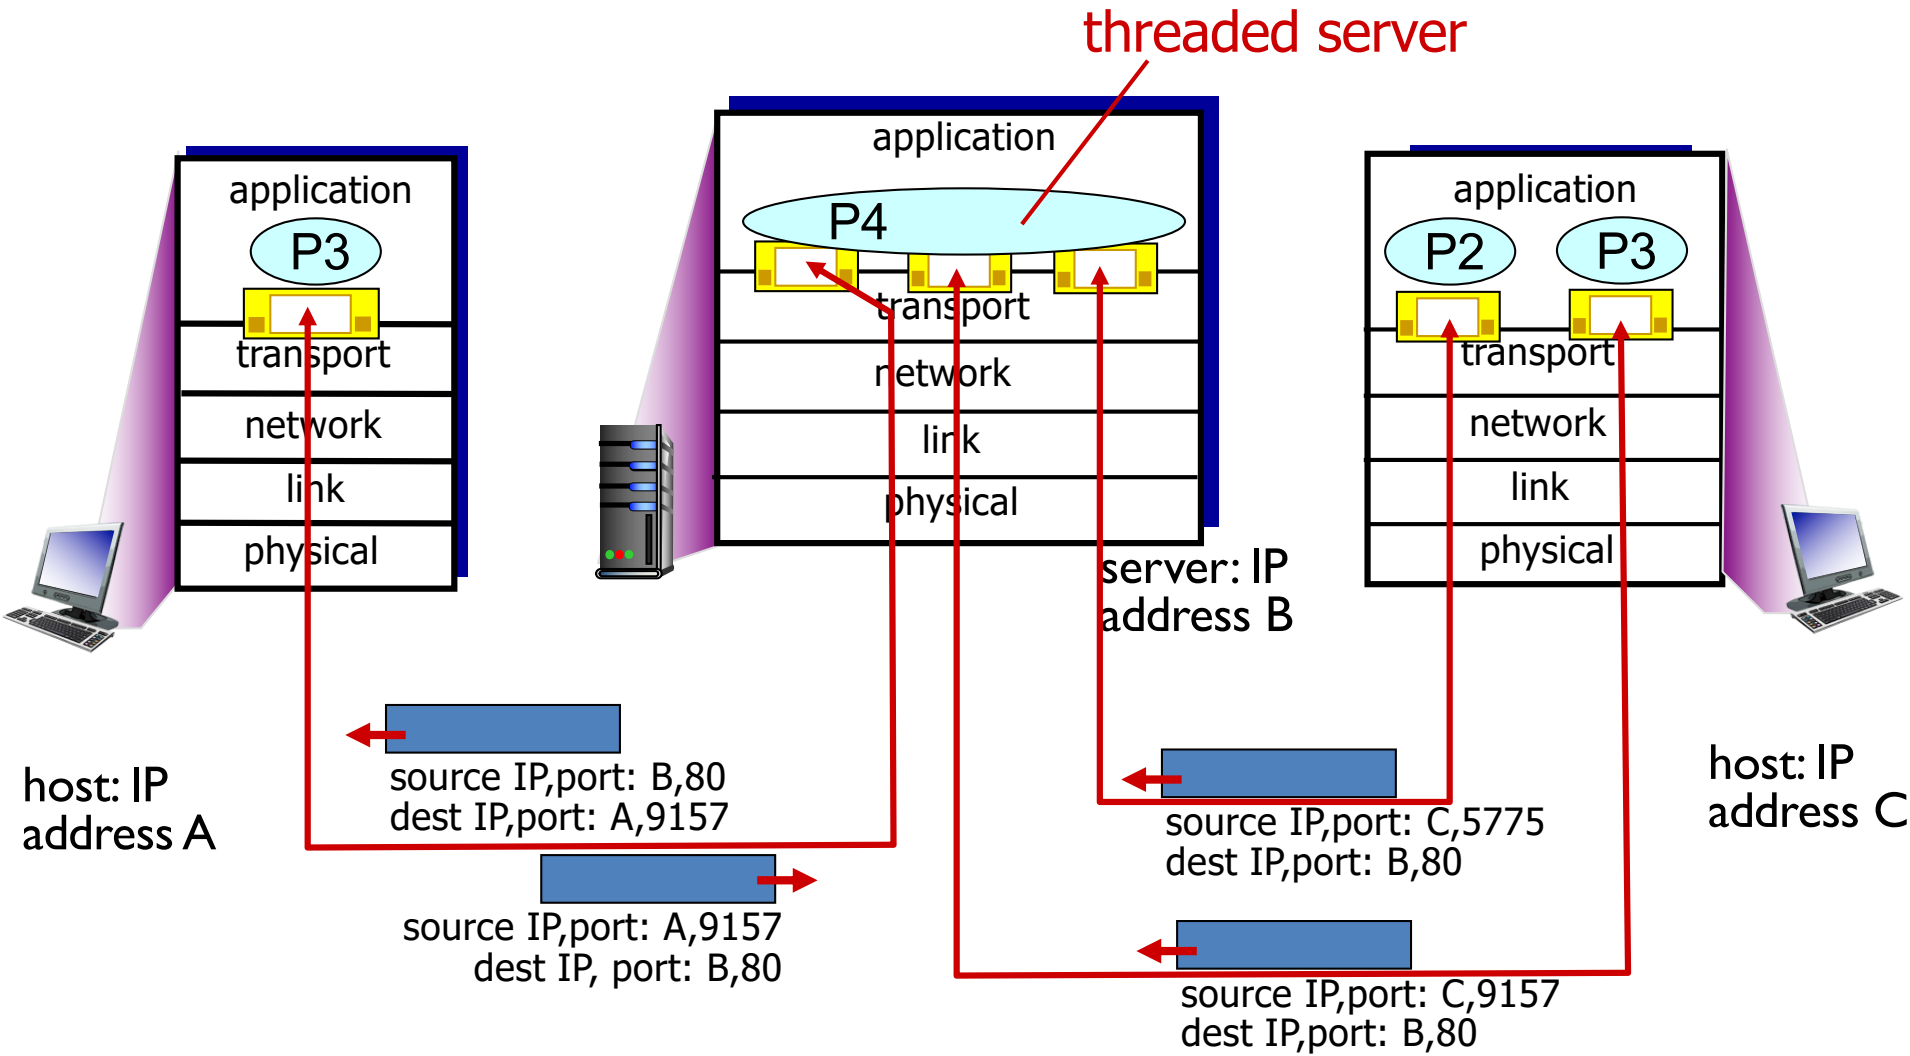 threaded server
application
P3
transport
network
link
physical
application
P4
transport
network
link
physical
application
P2
P3
transport
network
link
physical
server: IP
address B
host: IP
address A
source IP,port: B,80
dest IP,port: A,9157
source IP,port: A,9157
dest IP, port: B,80
source IP,port: C,5775
dest IP,port: B,80
source IP,port: C,9157
dest IP,port: B,80
host: IP
address C